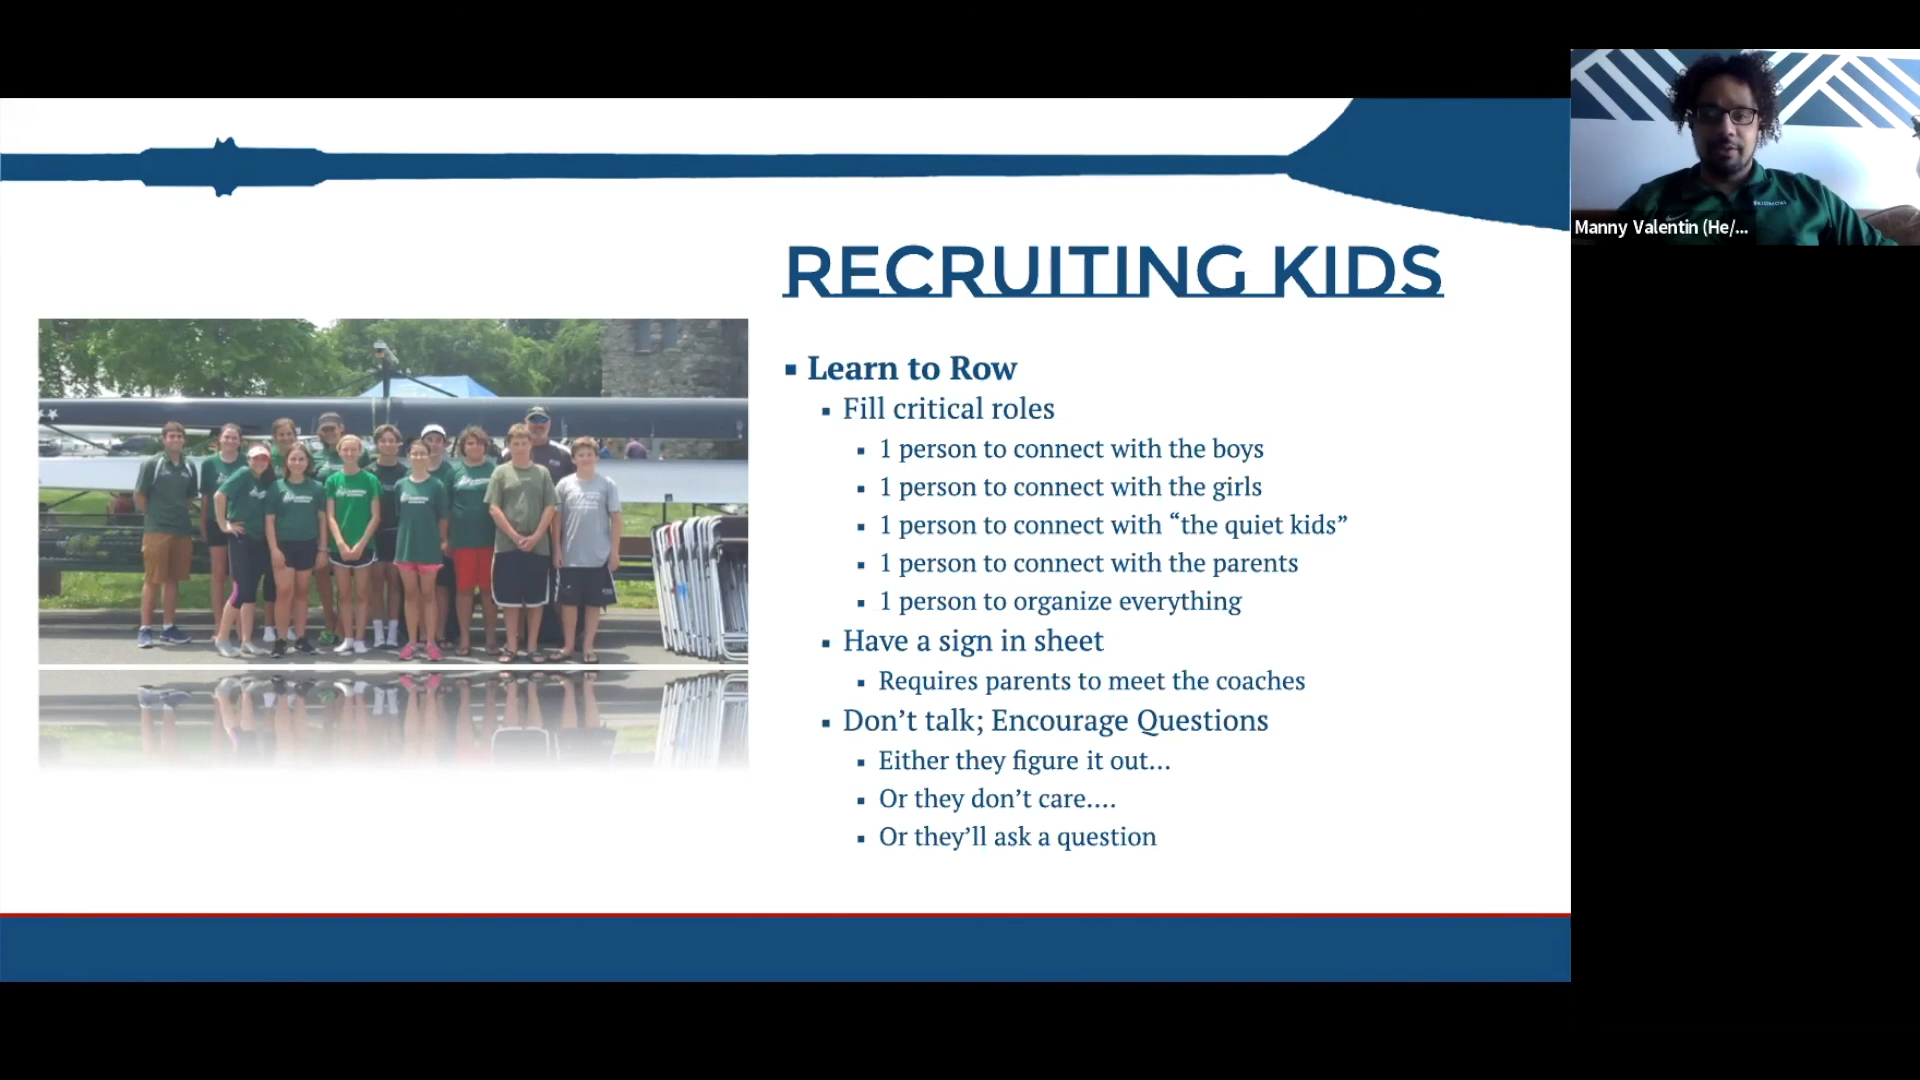 RECRUITING KIDS
Learn to Row
Fill critical roles
1 person to connect with the boys
1 person to connect with the girls
1 person to connect with “the quiet kids”
1 person to connect with the parents
1 person to organize everything
Have a sign in sheet
Requires parents to meet the coaches
Don’t talk; Encourage Questions
Either they figure it out...
Or they don’t care....
Or they’ll ask a question
SKIDMORE
Manny Valentin (He/...